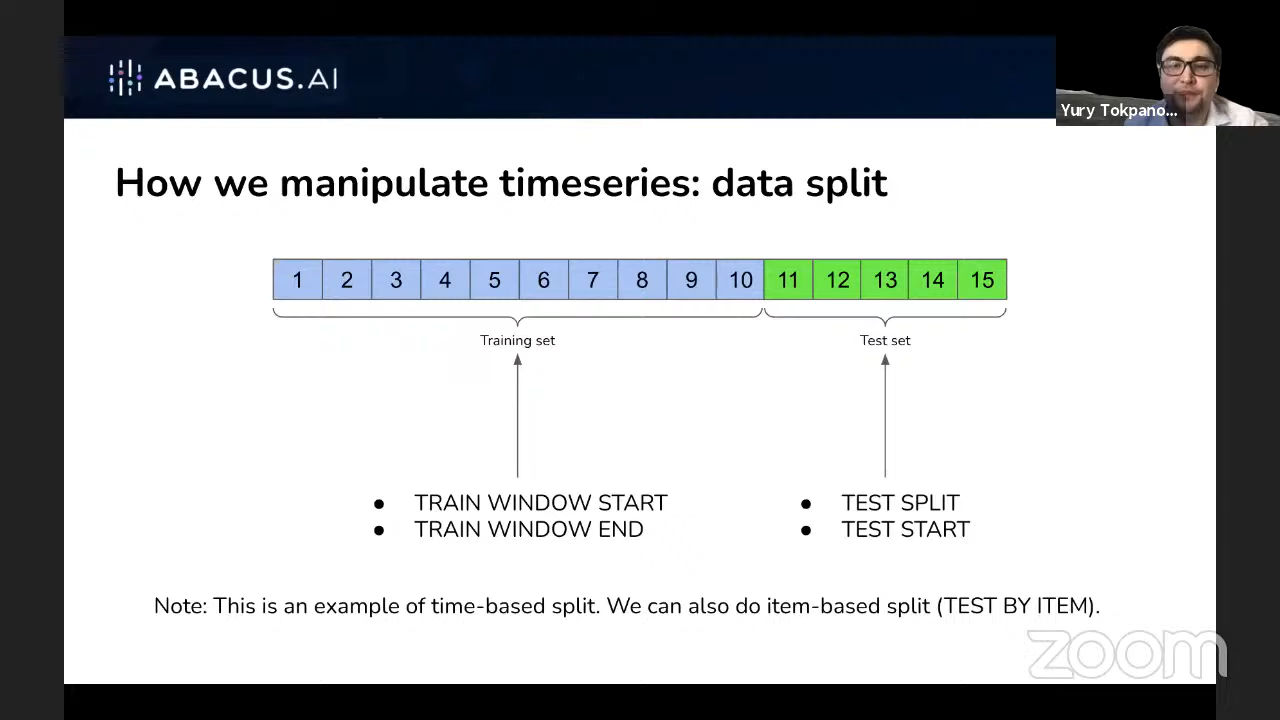 ABACUS.AI
Yury Tokpano...
How we manipulate timeseries: data split
1 2 3 4 5 6 7 8 9 10 11 12 13 14 15
Training set
Test set
● TRAIN WINDOW START
● TRAIN WINDOW END
● TEST SPLIT
● TEST START
Note: This is an example of time-based split. We can also do item-based split (TEST BY ITEM).
zoom